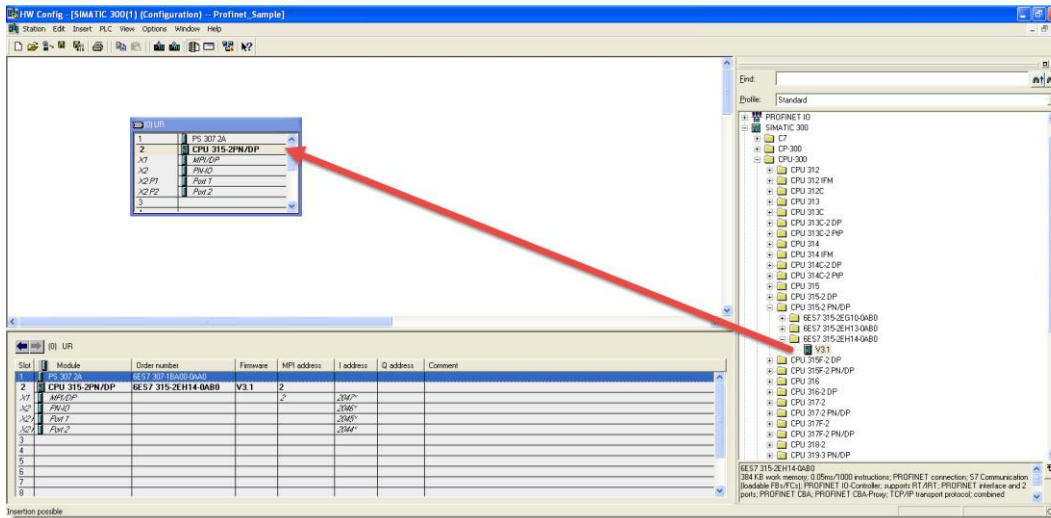 HW Config - [SIMATIC 300(1) (Configuration) -- Profinet_Sample]
Station Edit Insert PLC View Options Window Help
(0) UR
1 PS 307 2A
2 CPU 315-2PN/DP
X1 MPI/DP
X2 PN-IO
X2 P1 Port 1
X2 P2 Port 2
3
Find:
Profile: Standard
PROFINET IO
SIMATIC 300
C7
CP-300
CPU-300
CPU 312
CPU 312 IFM
CPU 312C
CPU 313
CPU 313C
CPU 313C-2 DP
CPU 313C-2 PtP
CPU 314
CPU 314 IFM
CPU 314C-2 DP
CPU 314C-2 PtP
CPU 315
CPU 315-2 DP
CPU 315-2 PN/DP
6ES7 315-2EG10-0AB0
6ES7 315-2EH13-0AB0
6ES7 315-2EH14-0AB0
V3.1
CPU 315F-2 DP
CPU 315F-2 PN/DP
CPU 316
CPU 316-2 DP
CPU 317-2
CPU 317-2 PN/DP
CPU 317F-2
CPU 317F-2 PN/DP
CPU 318-2
CPU 319-3 PN/DP
6ES7 315-2EH14-0AB0
384 KB work memory; 0.05ms/1000 instructions; PROFINET connection; S7 Communication
(loadable FBs/FCs); PROFINET IO-Controller; supports RT/IRT; PROFINET interface and 2
ports; PROFINET CBA; PROFINET CBA-Proxy; TCP/IP transport protocol; combined
(0) UR
Slot Module Order number Firmware MPI address I address Q address Comment
1 PS 307 2A 6ES7 307-1BA00-0AA0
2 CPU 315-2PN/DP 6ES7 315-2EH14-0AB0 V3.1 2
X1 MPI/DP 2 2047*
X2 PN-IO 2046*
X2 Port 1 2045*
X2 Port 2 2044*
3
4
5
6
7
8
Insertion possible